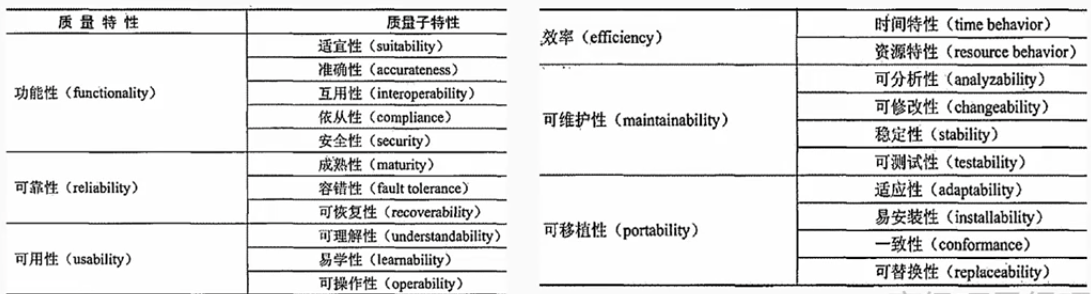 质量特性 质量子特性
功能性（functionality）
适宜性（suitability）
准确性（accurateness）
互用性（interoperability）
依从性（compliance）
安全性（security）
可靠性（reliability）
成熟性（maturity）
容错性（fault tolerance）
可恢复性（recoverability）
可用性（usability）
可理解性（understandability）
易学性（learnability）
可操作性（operability）
效率（efficiency）
时间特性（time behavior）
资源特性（resource behavior）
可维护性（maintainability）
可分析性（analyzability）
可修改性（changeability）
稳定性（stability）
可测试性（testability）
可移植性（portability）
适应性（adaptability）
易安装性（installability）
一致性（conformance）
可替换性（replaceability）